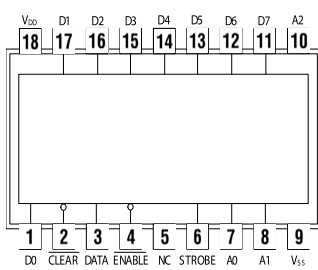 VDD D1 D2 D3 D4 D5 D6 D7 A2
18 17 16 15 14 13 12 11 10
1 2 3 4 5 6 7 8 9
D0 CLEAR DATA ENABLE NC STROBE A0 A1 VSS